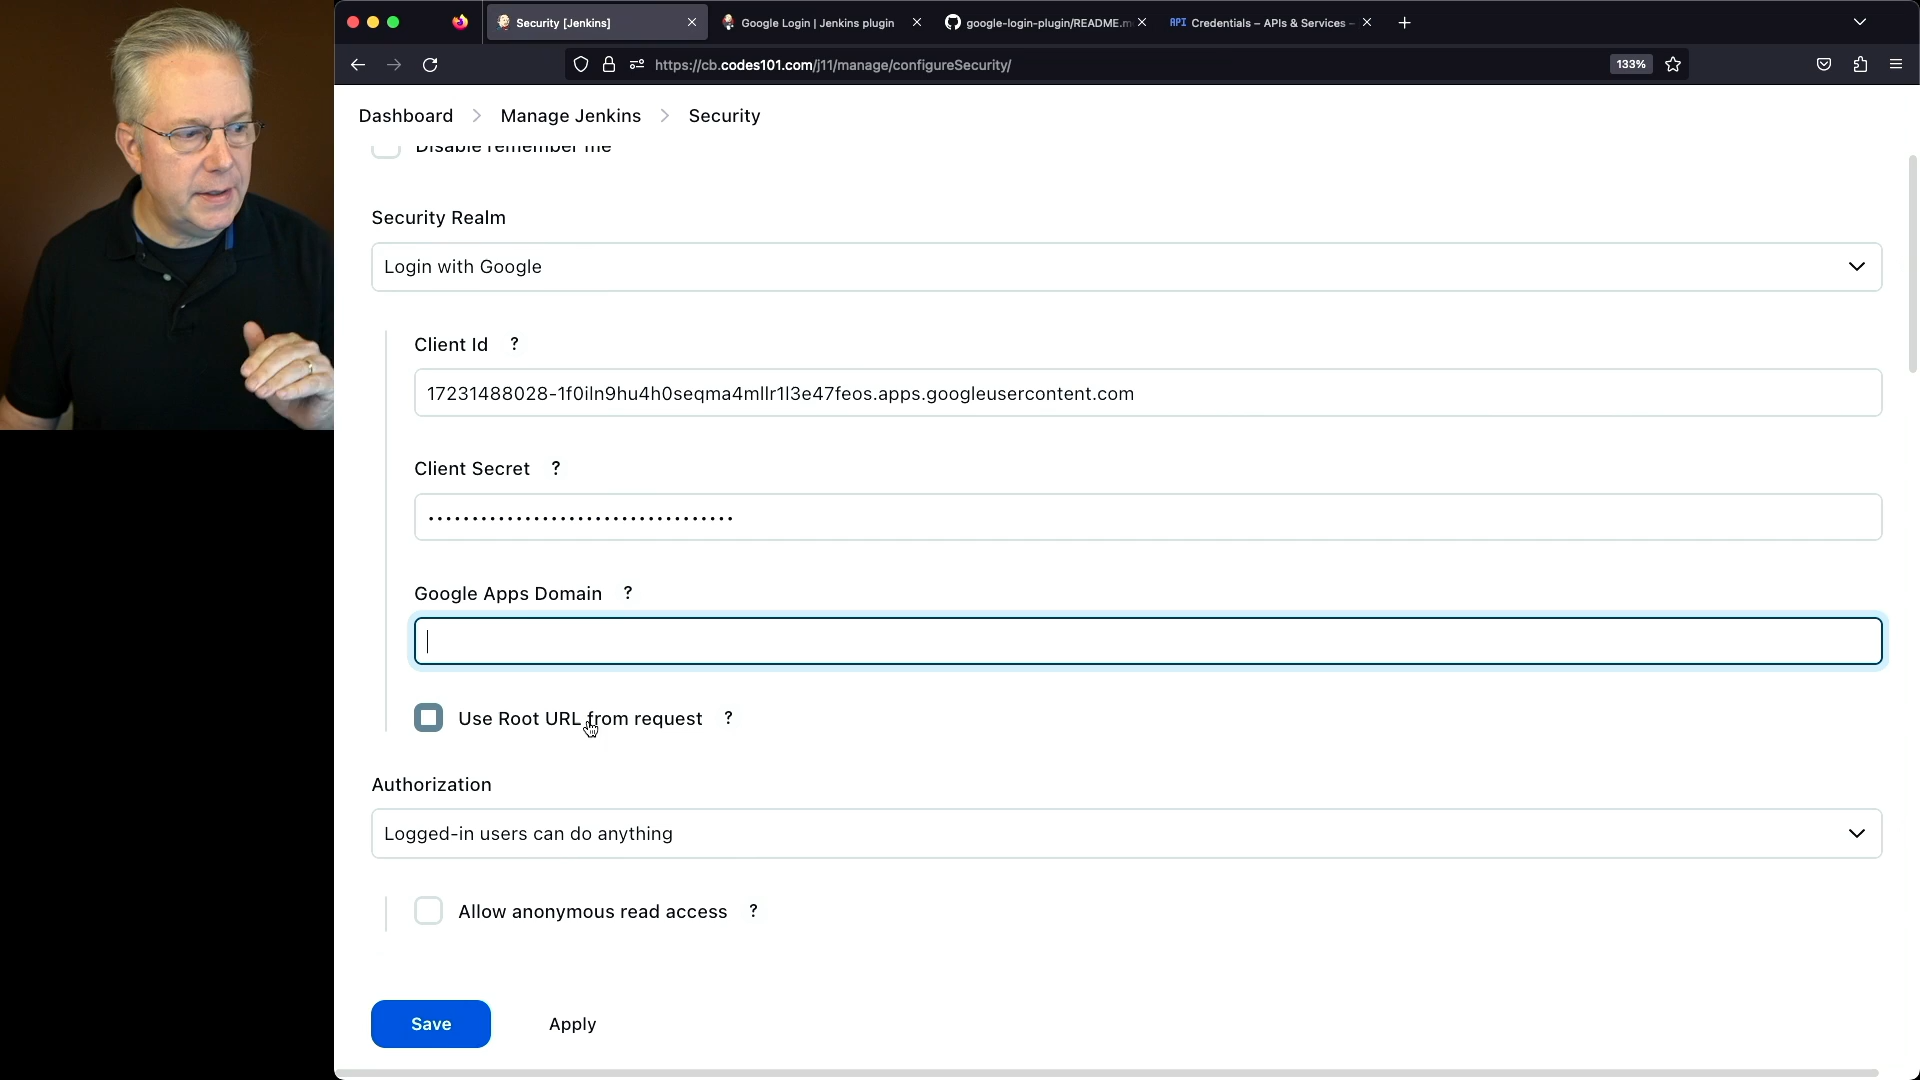 Security [Jenkins]
Google Login | Jenkins plugin
google-login-plugin/README.m
API Credentials – APIs & Services –
https://cb.codes101.com/j11/manage/configureSecurity/
133%
Dashboard > Manage Jenkins > Security
Disable remember me
Security Realm
Login with Google
Client Id ?
17231488028-1f0iln9hu4h0seqma4mllr1l3e47feos.apps.googleusercontent.com
Client Secret ?
Google Apps Domain ?
Use Root URL from request ?
Authorization
Logged-in users can do anything
Allow anonymous read access ?
Save
Apply